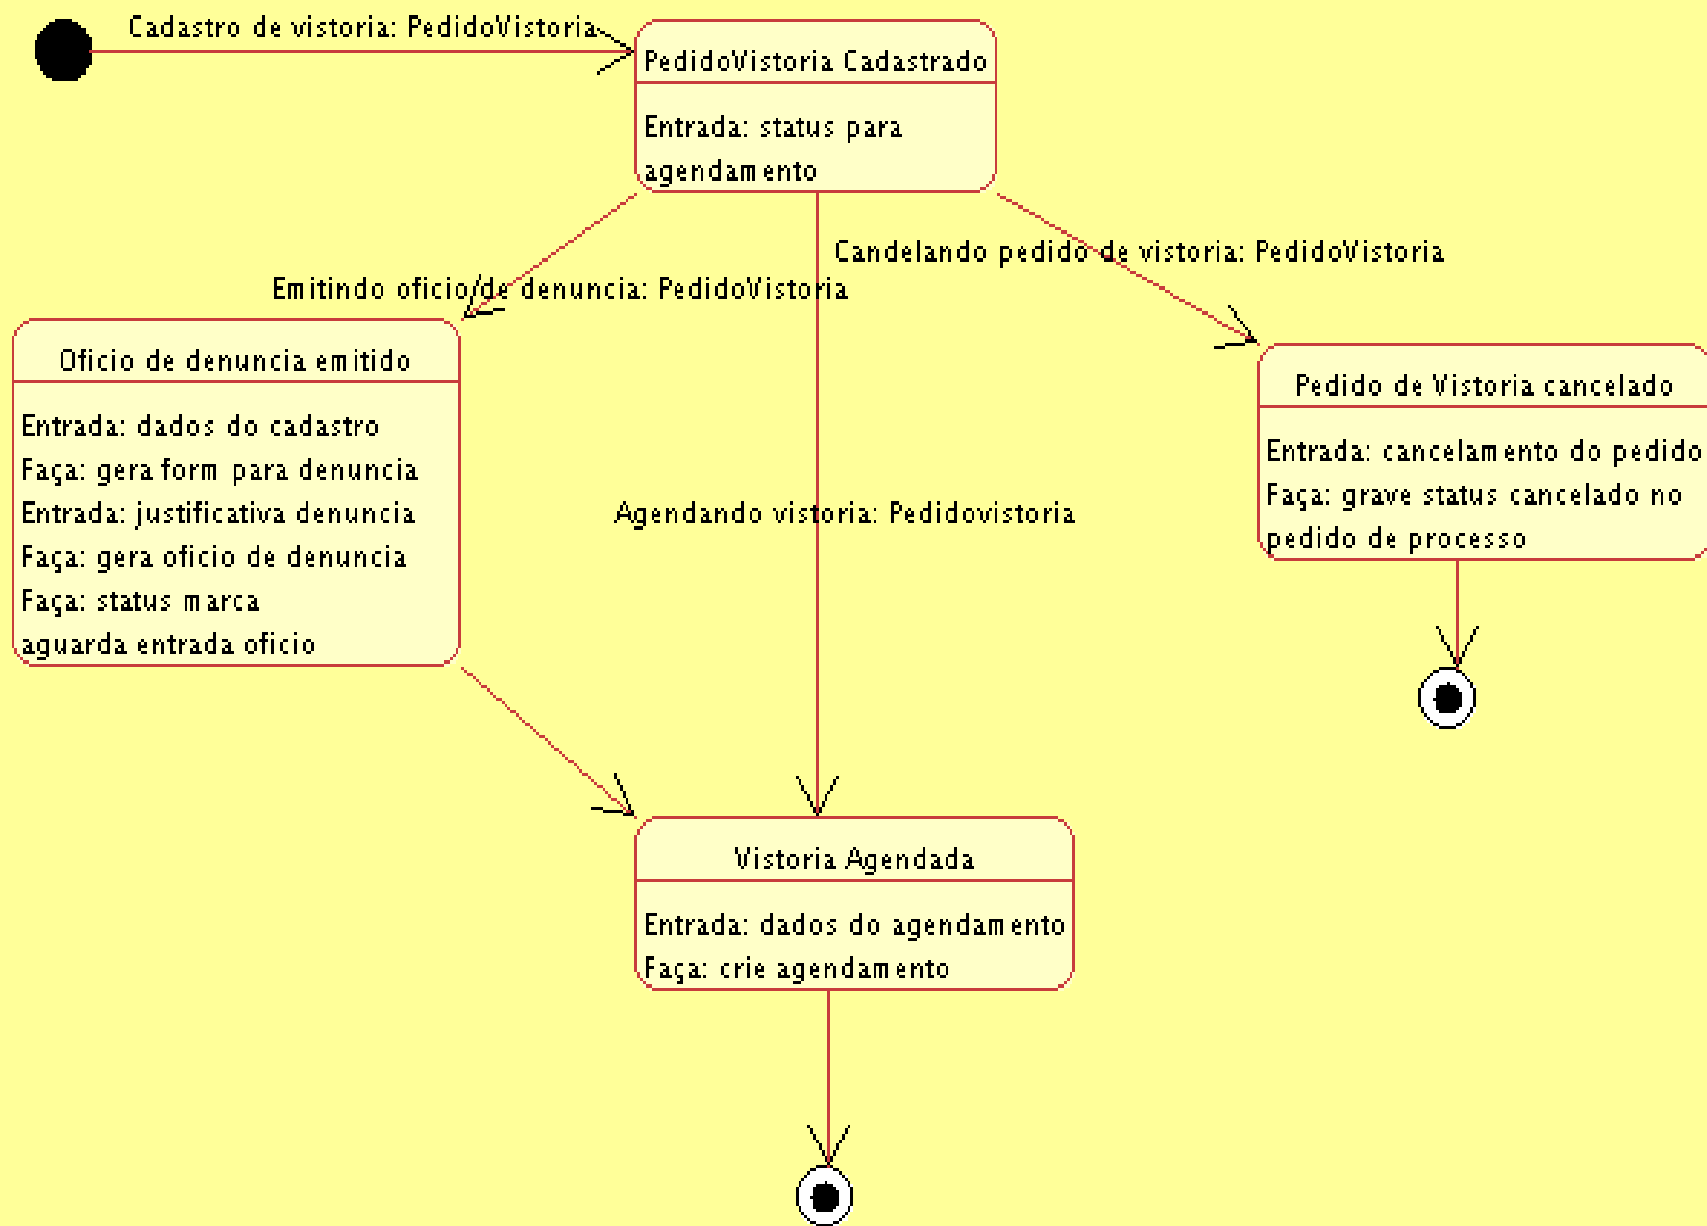 Cadastro de vistoria: PedidoVistoria
PedidoVistoria Cadastrado
Entrada: status para
agendamento
Candelando pedido de vistoria: PedidoVistoria
Emitindo oficio de denuncia: PedidoVistoria
Oficio de denuncia emitido
Entrada: dados do cadastro
Faça: gera form para denuncia
Entrada: justificativa denuncia
Faça: gera oficio de denuncia
Faça: status marca
aguarda entrada oficio
Pedido de Vistoria cancelado
Entrada: cancelamento do pedido
Faça: grave status cancelado no
pedido de processo
Agendando vistoria: Pedidovistoria
Vistoria Agendada
Entrada: dados do agendamento
Faça: crie agendamento